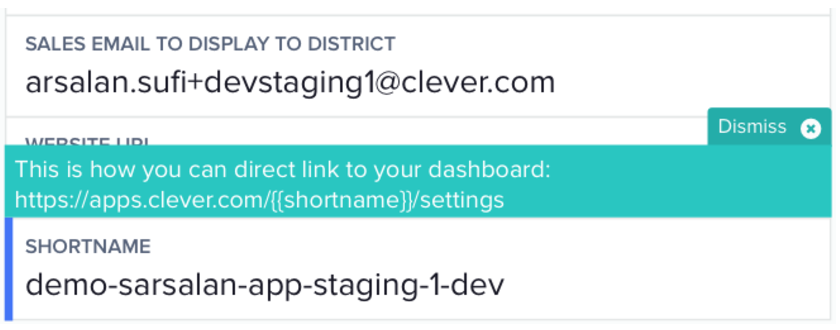 SALES EMAIL TO DISPLAY TO DISTRICT
arsalan.sufi+devstaging1@clever.com
WEBSITE URL
Dismiss
This is how you can direct link to your dashboard:
https://apps.clever.com/{{shortname}}/settings
SHORTNAME
demo-sarsalan-app-staging-1-dev